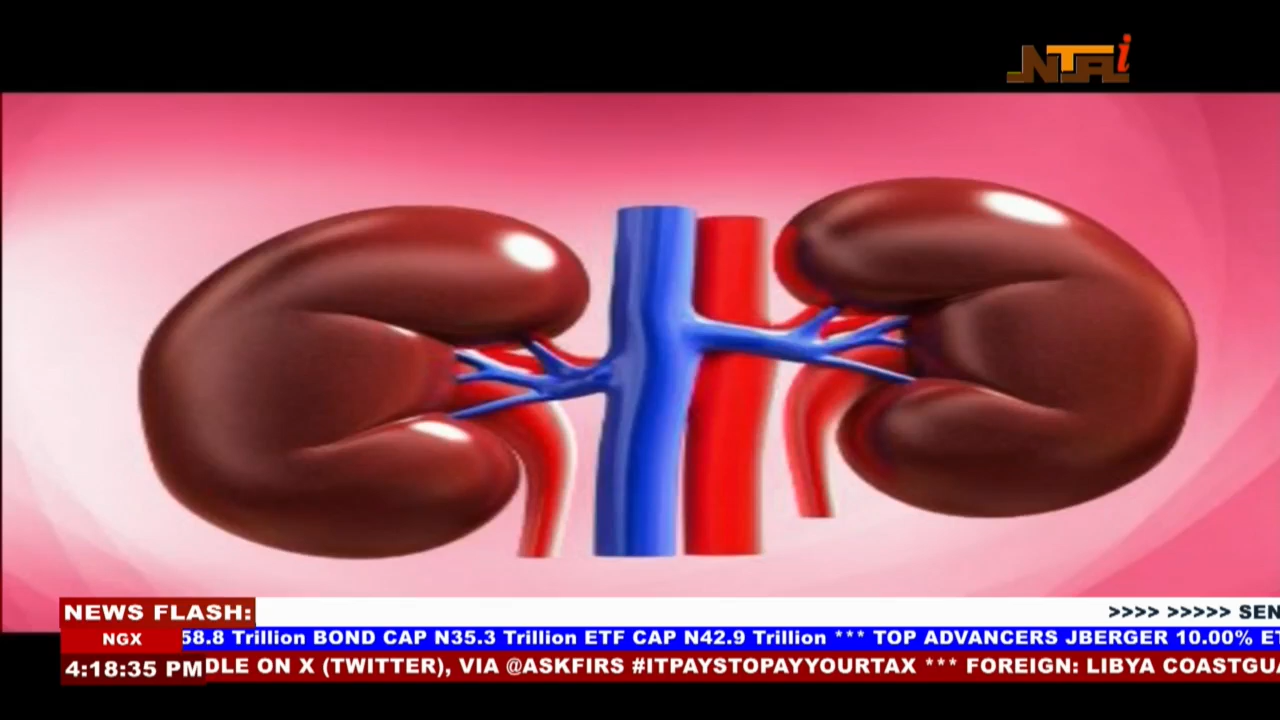 NTAi
NEWS FLASH:
>>>> >>>>> SEN
NGX
58.8 Trillion BOND CAP N35.3 Trillion ETF CAP N42.9 Trillion *** TOP ADVANCERS JBERGER 10.00% ET
4:18:35 PM
DLE ON X (TWITTER), VIA @ASKFIRS #ITPAYSTOPAYYOURTAX *** FOREIGN: LIBYA COASTGUA